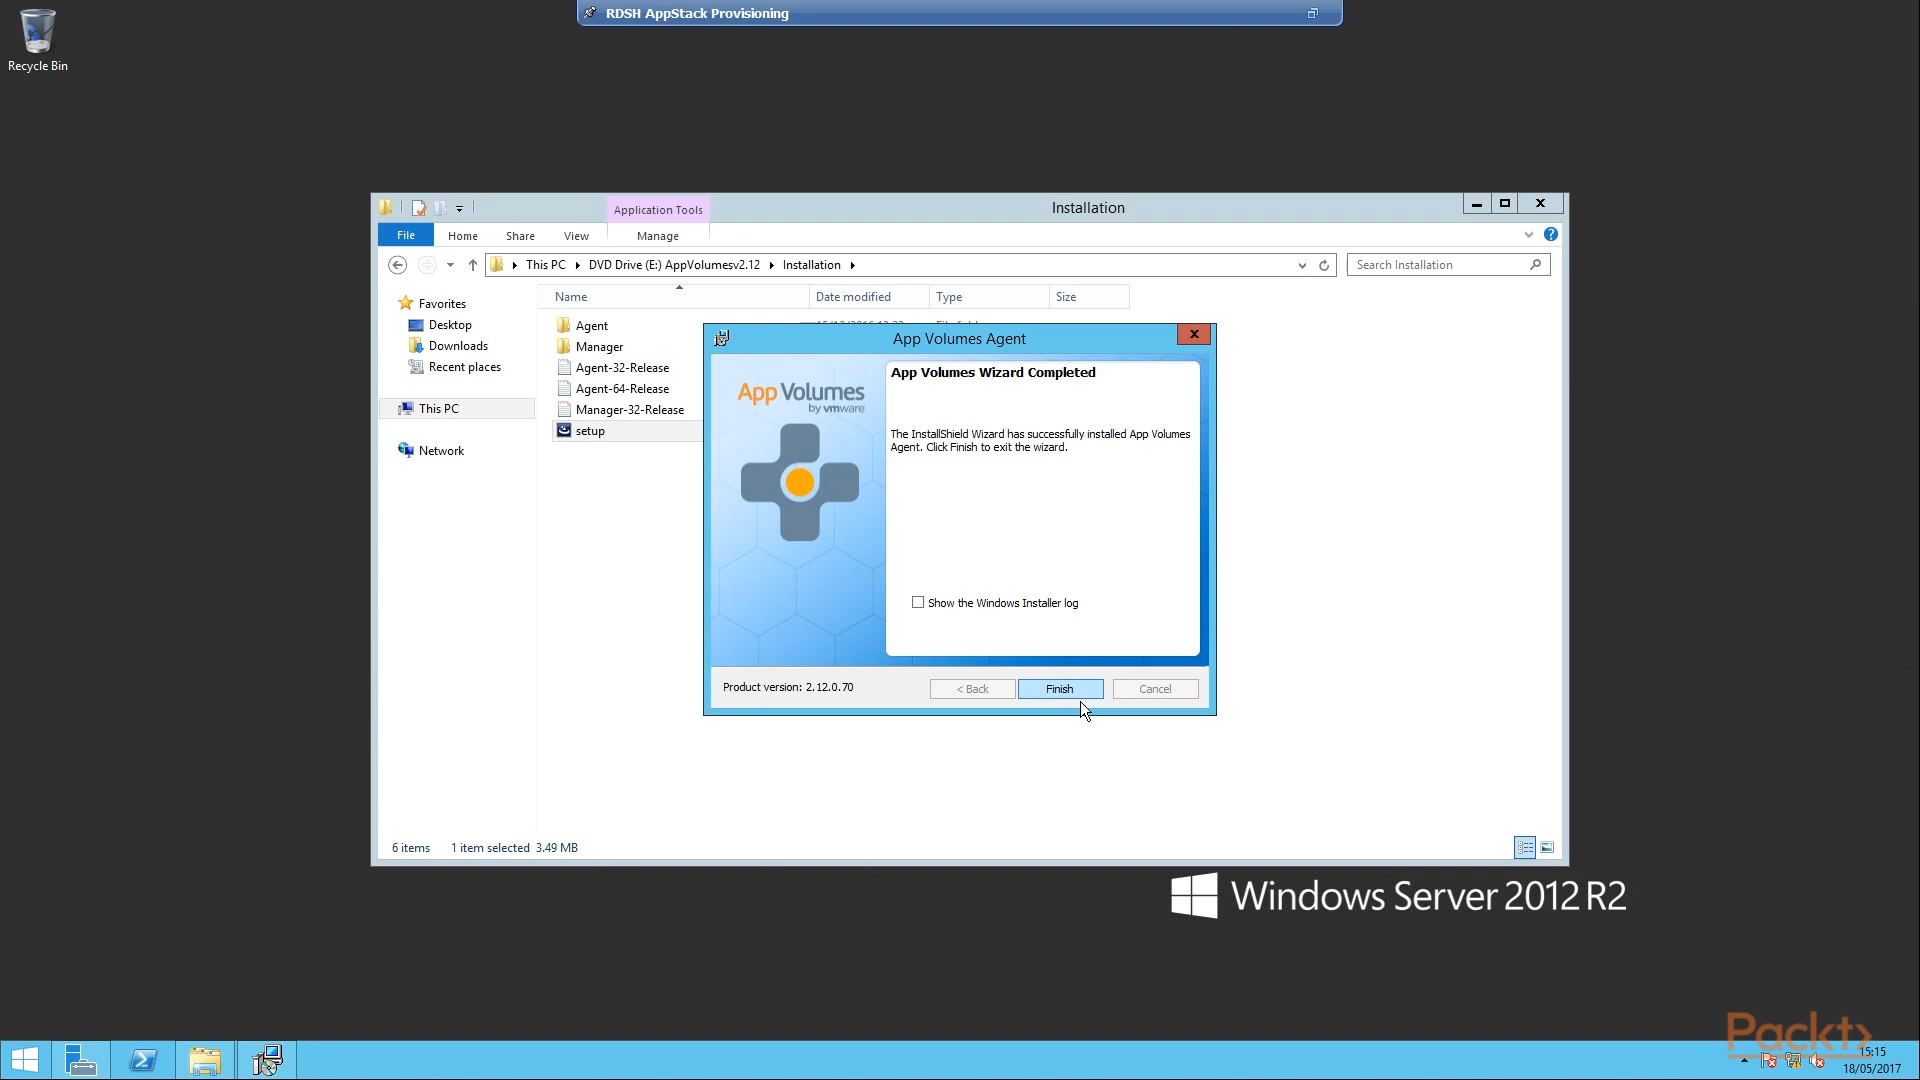 RDSH AppStack Provisioning
Recycle Bin
Application Tools
Installation
File
Home
Share
View
Manage
This PC
DVD Drive (E:) AppVolumesv2.12
Installation
Search Installation
Name
Date modified
Type
Size
Favorites
Desktop
Downloads
Recent places
This PC
Network
Agent
Manager
Agent-32-Release
Agent-64-Release
Manager-32-Release
setup
App Volumes Agent
App Volumes
by vmware
App Volumes Wizard Completed
The InstallShield Wizard has successfully installed App Volumes
Agent. Click Finish to exit the wizard.
Show the Windows Installer log
Product version: 2.12.0.70
< Back
Finish
Cancel
6 items
1 item selected 3.49 MB
Windows Server 2012 R2
Packt
15:15
18/05/2017